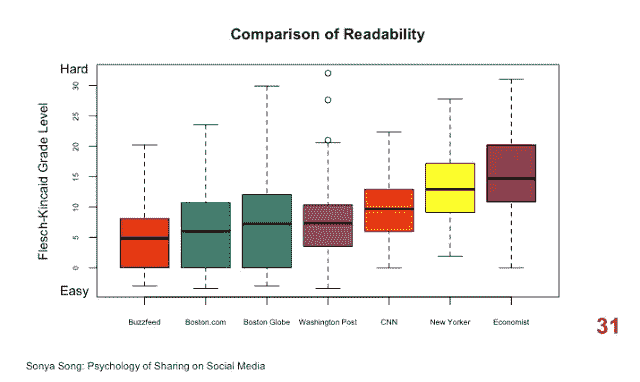 Comparison of Readability
Hard
30
25
20
15
10
5
0
Easy
Flesch-Kincaid Grade Level
Buzzfeed Boston.com Boston Globe Washington Post CNN New Yorker Economist
31
Sonya Song: Psychology of Sharing on Social Media